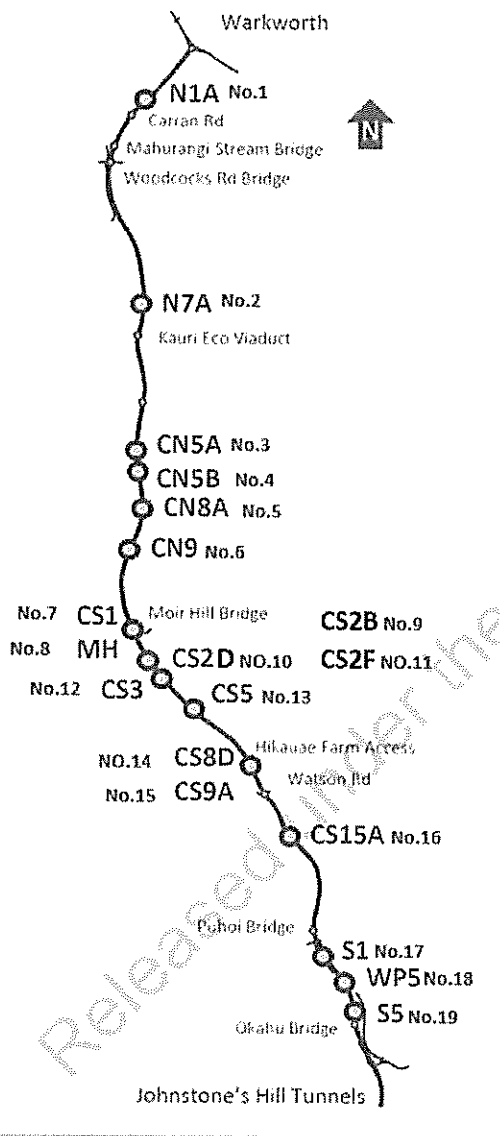 Warkworth
N1A No.1
Carran Rd
N
Mahurangi Stream Bridge
Woodcocks Rd Bridge
N7A No.2
Kauri Eco Viaduct
CN5A No.3
CN5B No.4
CN8A No.5
CN9 No.6
No.7 CS1 Moir Hill Bridge
CS2B No.9
No.8 MH
CS2D NO.10
CS2F NO.11
No.12 CS3
CS5 No.13
Hikauae Farm Access
NO.14 CS8D
Watson Rd
No.15 CS9A
CS15A No.16
Puhoi Bridge
S1 No.17
WP5 No.18
S5 No.19
Okahu Bridge
Johnstone's Hill Tunnels
Released under the